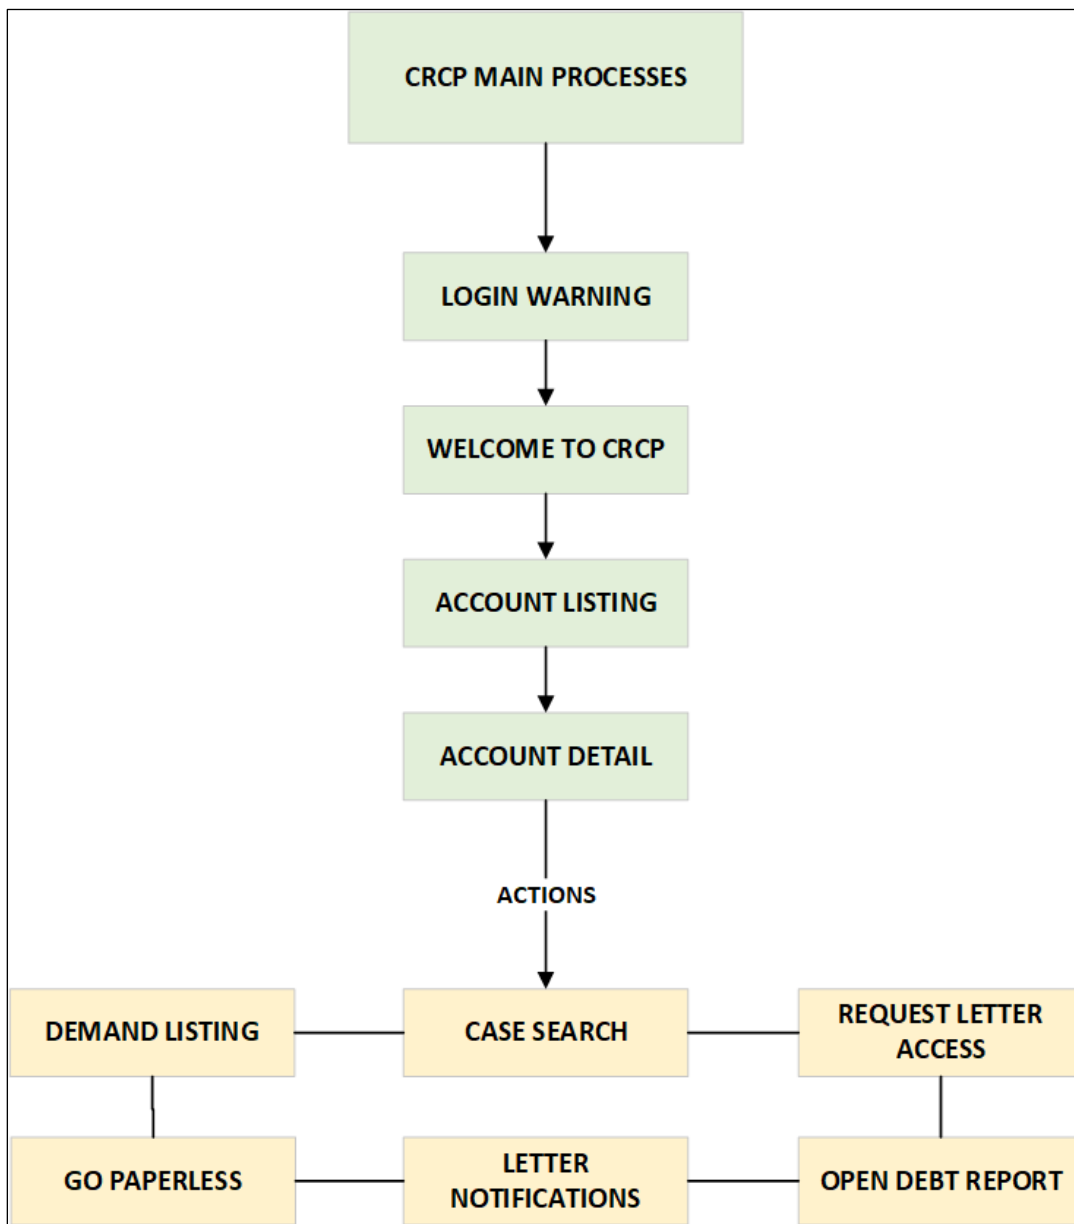 CRCP MAIN PROCESSES
LOGIN WARNING
WELCOME TO CRCP
ACCOUNT LISTING
ACCOUNT DETAIL
ACTIONS
DEMAND LISTING
CASE SEARCH
REQUEST LETTER
ACCESS
GO PAPERLESS
LETTER
NOTIFICATIONS
OPEN DEBT REPORT